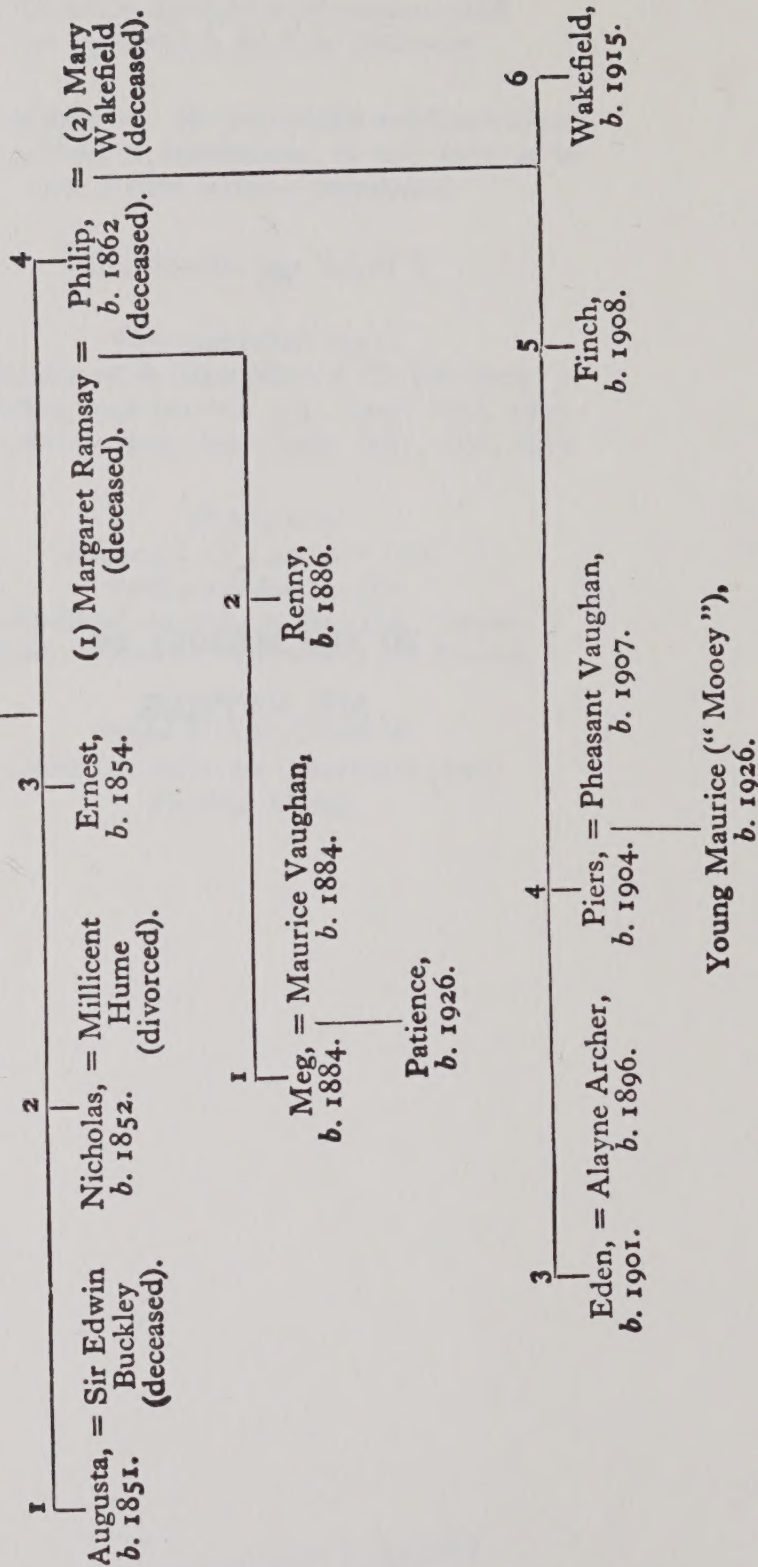 1
2
3
4
Augusta, = Sir Edwin
b. 1851. Buckley
(deceased).
Nicholas, = Millicent
b. 1852. Hume
(divorced).
Ernest,
b. 1854.
(1) Margaret Ramsay = Philip, = (2) Mary
(deceased). b. 1862 Wakefield
(deceased). (deceased).
1
2
Meg, = Maurice Vaughan,
b. 1884. b. 1884.
Renny,
b. 1886.
Patience,
b. 1926.
3
4
5
6
Eden, = Alayne Archer,
b. 1901. b. 1896.
Piers, = Pheasant Vaughan,
b. 1904. b. 1907.
Finch,
b. 1908.
Wakefield,
b. 1915.
Young Maurice (“Mooey”),
b. 1926.